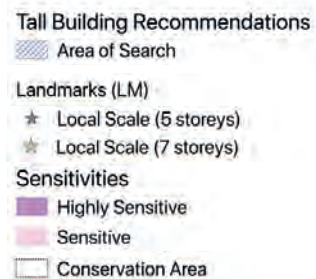 Tall Building Recommendations
Area of Search
Landmarks (LM)
Local Scale (5 storeys)
Local Scale (7 storeys)
Sensitivities
Highly Sensitive
Sensitive
Conservation Area